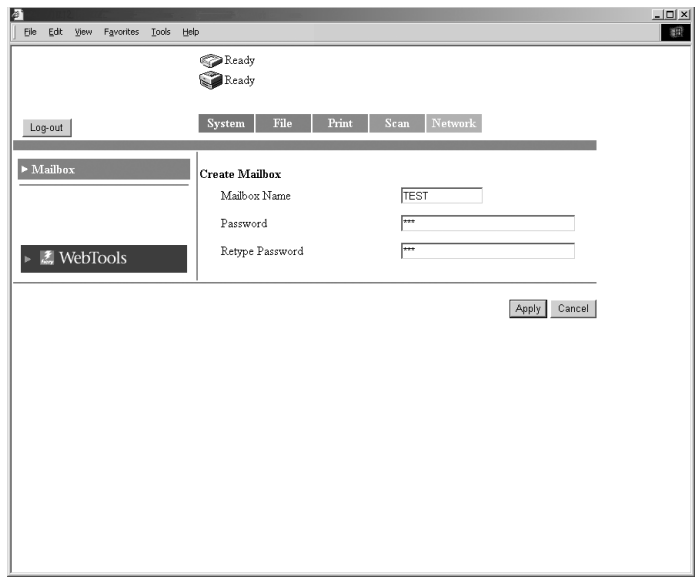 File Edit View Favorites Tools Help
Ready
Ready
Log-out
System File Print Scan Network
Mailbox
Create Mailbox
Mailbox Name TEST
Password ***
Retype Password ***
WebTools
Apply Cancel